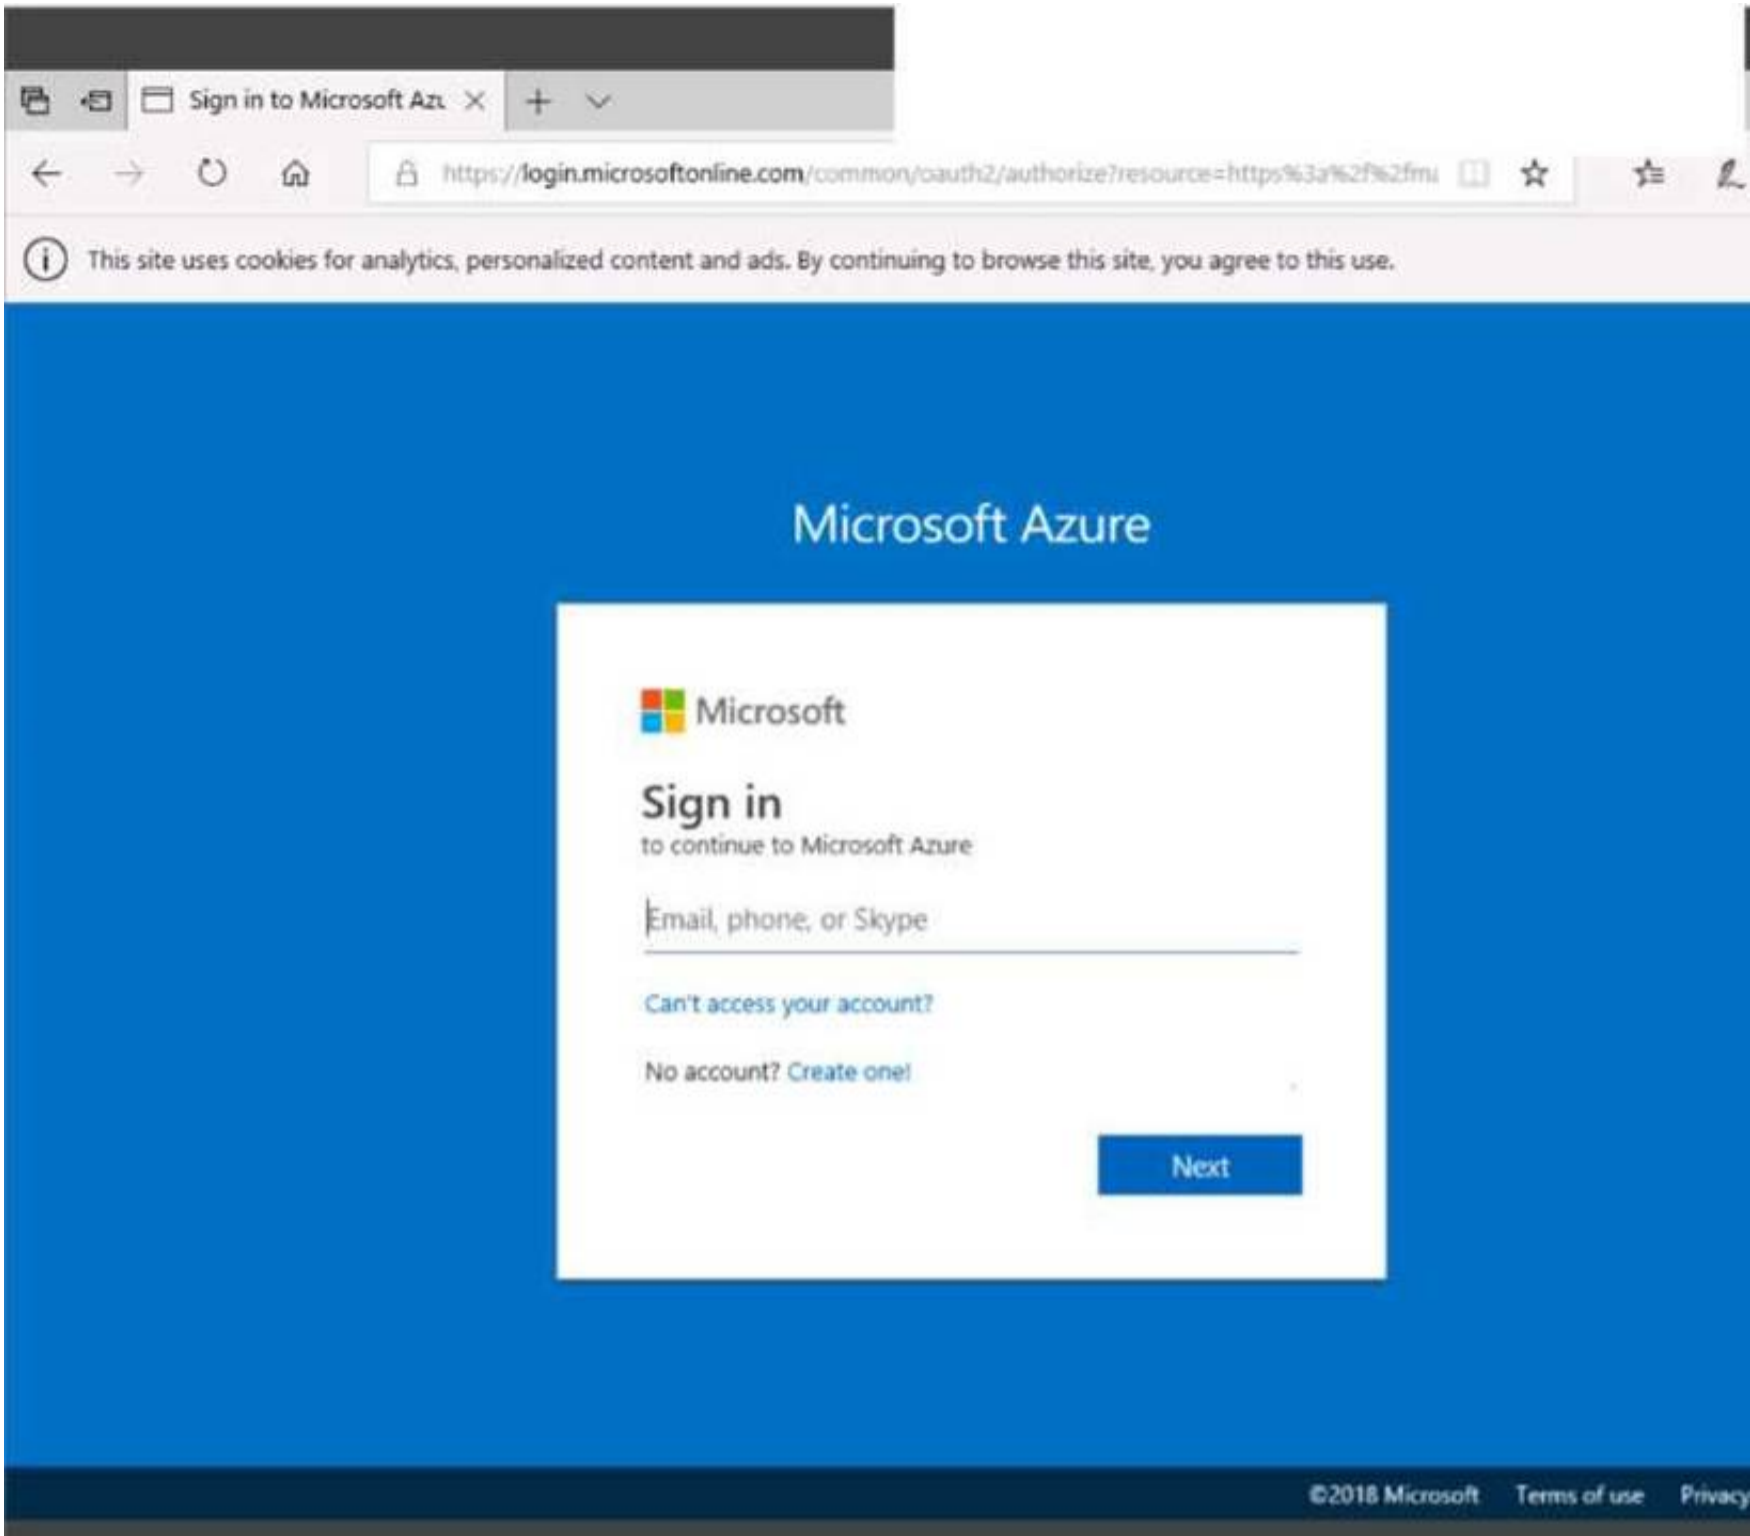 Sign in to Microsoft Azu
https://login.microsoftonline.com/common/oauth2/authorize?resource=https%3a%2f%2fma
This site uses cookies for analytics, personalized content and ads. By continuing to browse this site, you agree to this use.
Microsoft Azure
Microsoft
Sign in
to continue to Microsoft Azure
Email, phone, or Skype
Can't access your account?
No account? Create one!
Next
©2018 Microsoft Terms of use Privacy